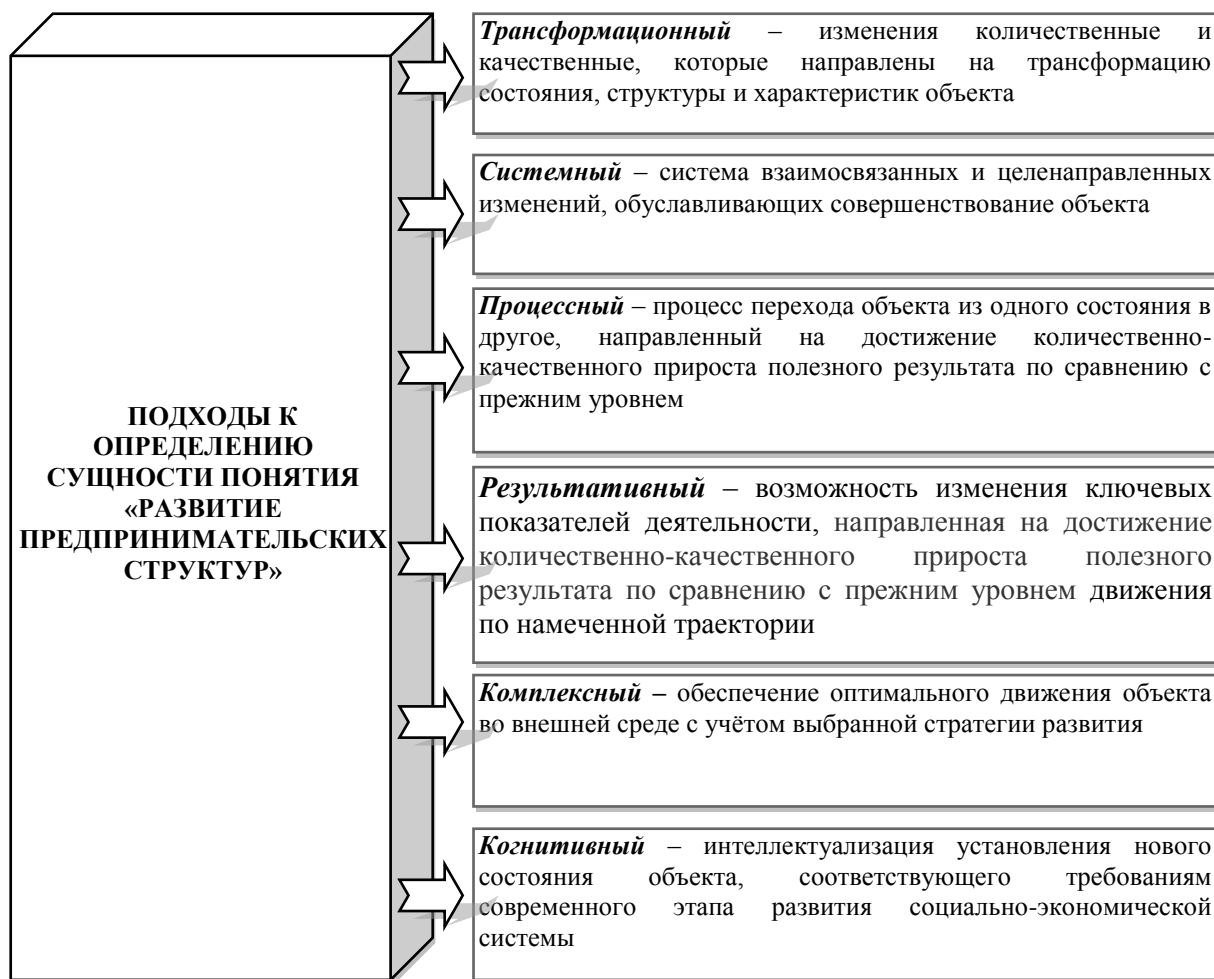 ПОДХОДЫ К
ОПРЕДЕЛЕНИЮ
СУЩНОСТИ ПОНЯТИЯ
«РАЗВИТИЕ
ПРЕДПРИНИМАТЕЛЬСКИХ
СТРУКТУР»
Трансформационный – изменения количественные и
качественные, которые направлены на трансформацию
состояния, структуры и характеристик объекта
Системный – система взаимосвязанных и целенаправленных
изменений, обуславливающих совершенствование объекта
Процессный – процесс перехода объекта из одного состояния в
другое, направленный на достижение количественно-
качественного прироста полезного результата по сравнению с
прежним уровнем
Результативный – возможность изменения ключевых
показателей деятельности, направленная на достижение
количественно-качественного прироста полезного
результата по сравнению с прежним уровнем движения
по намеченной траектории
Комплексный – обеспечение оптимального движения объекта
во внешней среде с учётом выбранной стратегии развития
Когнитивный – интеллектуализация установления нового
состояния объекта, соответствующего требованиям
современного этапа развития социально-экономической
системы